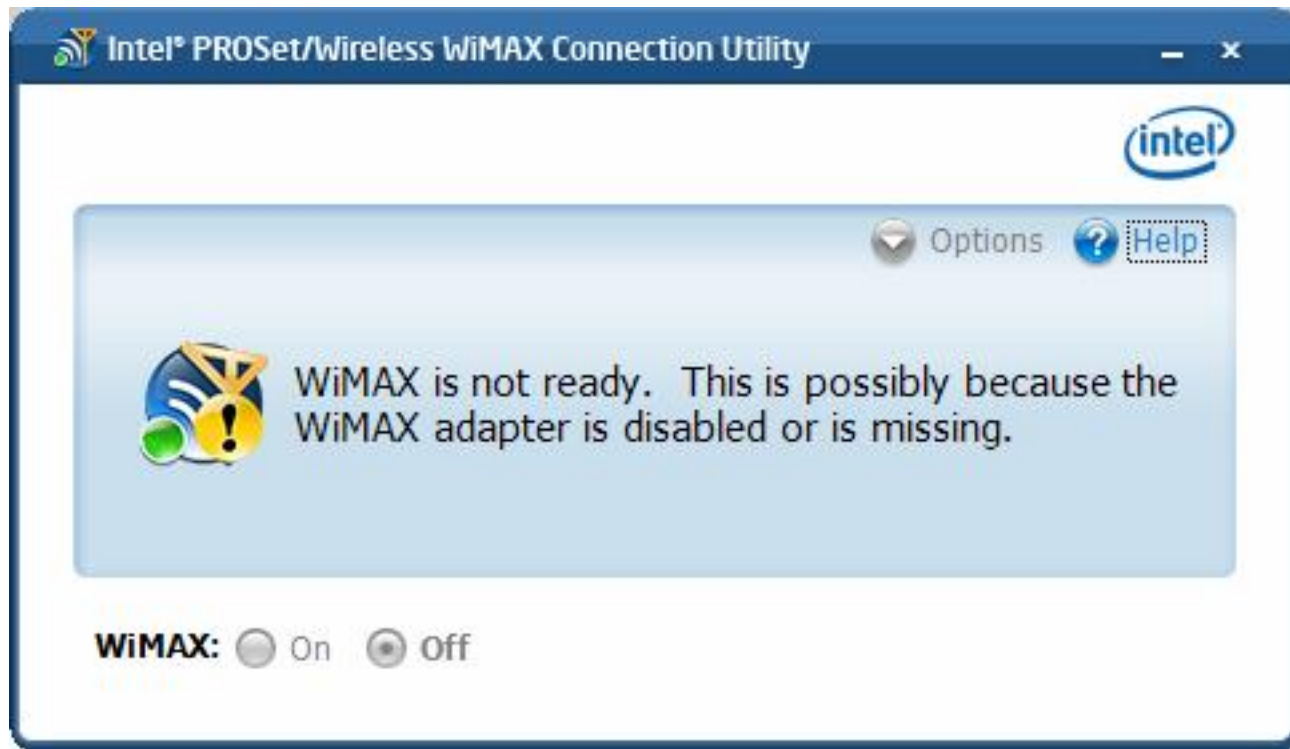 Intel® PROSet/Wireless WiMAX Connection Utility
intel
Options Help
WiMAX is not ready. This is possibly because the
WiMAX adapter is disabled or is missing.
WiMAX: On Off